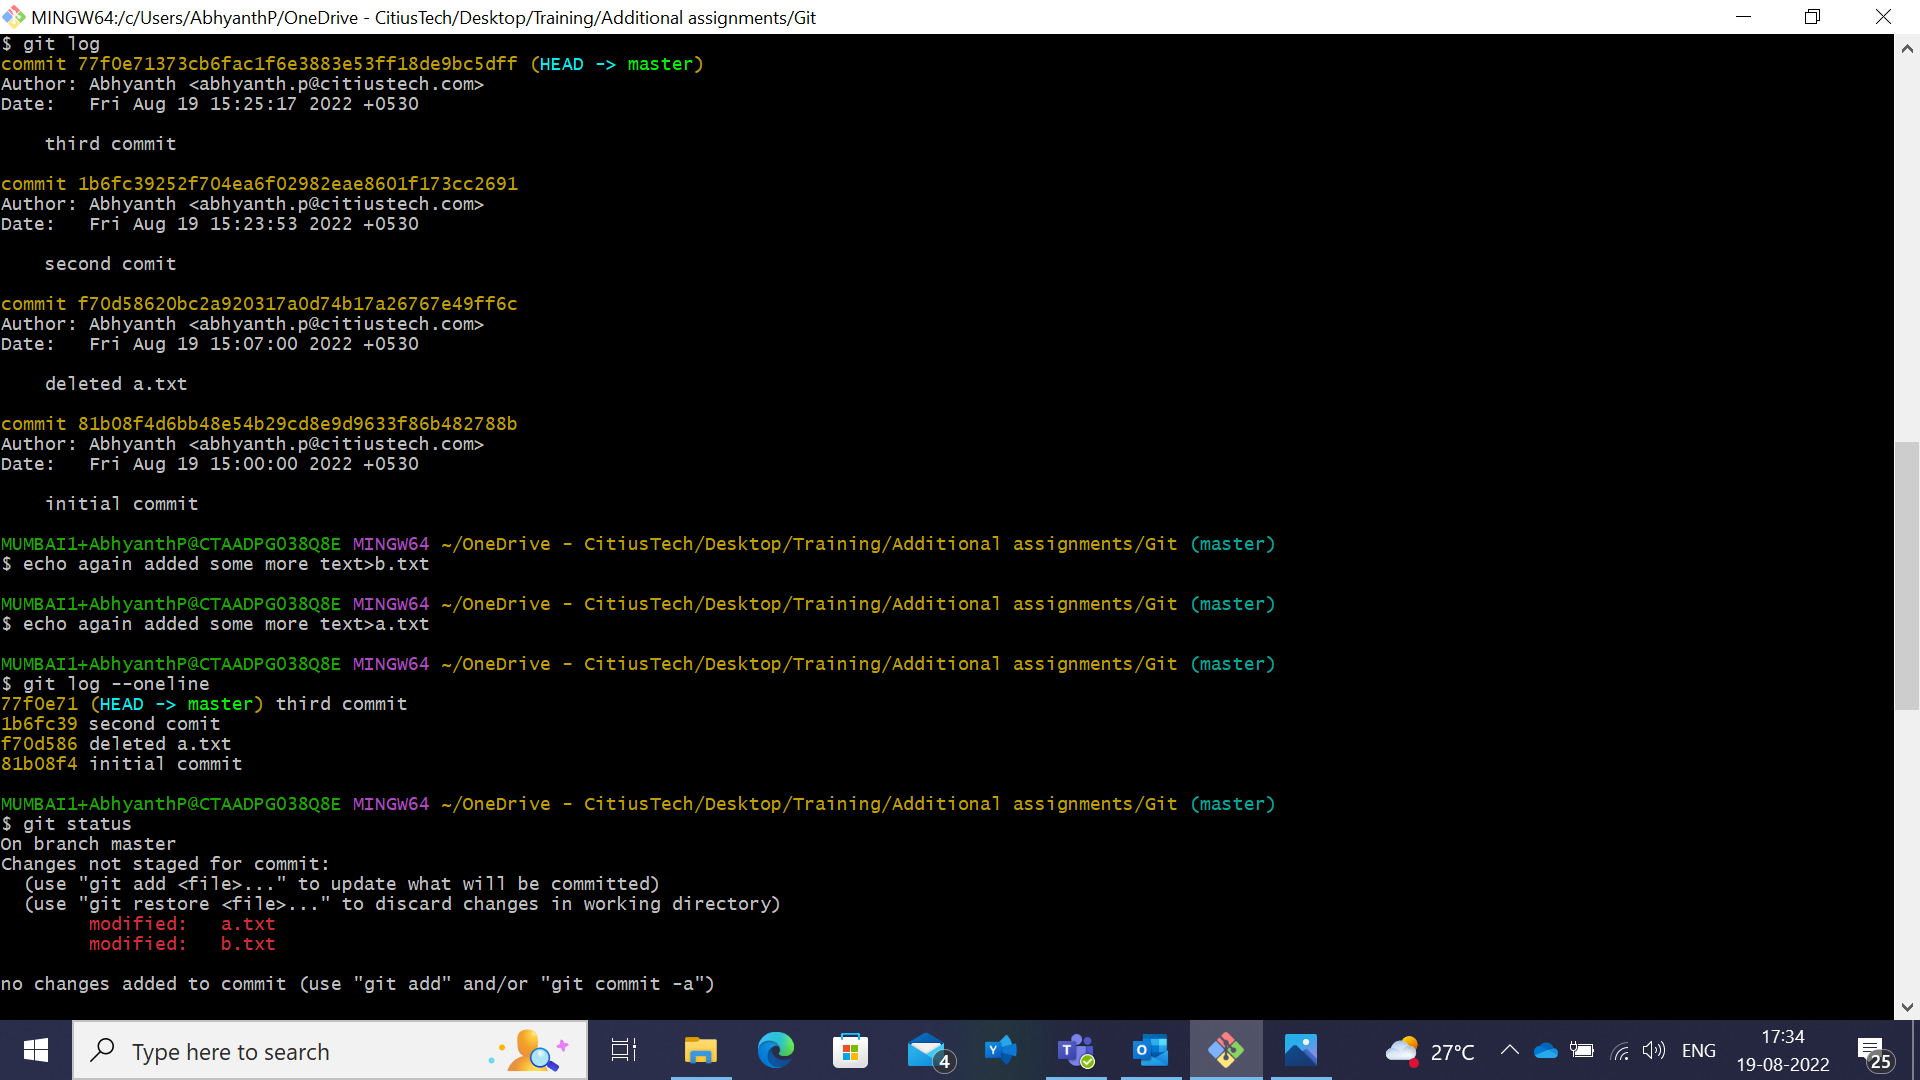 MINGW64:/c/Users/AbhyanthP/OneDrive - CitiusTech/Desktop/Training/Additional assignments/Git
$ git log
commit 77f0e71373cb6fac1f6e3883e53ff18de9bc5dff (HEAD -> master)
Author: Abhyanth <abhyanth.p@citiustech.com>
Date:   Fri Aug 19 15:25:17 2022 +0530
    third commit
commit 1b6fc39252f704ea6f02982eae8601f173cc2691
Author: Abhyanth <abhyanth.p@citiustech.com>
Date:   Fri Aug 19 15:23:53 2022 +0530
    second comit
commit f70d58620bc2a920317a0d74b17a26767e49ff6c
Author: Abhyanth <abhyanth.p@citiustech.com>
Date:   Fri Aug 19 15:07:00 2022 +0530
    deleted a.txt
commit 81b08f4d6bb48e54b29cd8e9d9633f86b482788b
Author: Abhyanth <abhyanth.p@citiustech.com>
Date:   Fri Aug 19 15:00:00 2022 +0530
    initial commit
MUMBAI1+AbhyanthP@CTAADPG038Q8E MINGW64 ~/OneDrive - CitiusTech/Desktop/Training/Additional assignments/Git (master)
$ echo again added some more text>b.txt
MUMBAI1+AbhyanthP@CTAADPG038Q8E MINGW64 ~/OneDrive - CitiusTech/Desktop/Training/Additional assignments/Git (master)
$ echo again added some more text>a.txt
MUMBAI1+AbhyanthP@CTAADPG038Q8E MINGW64 ~/OneDrive - CitiusTech/Desktop/Training/Additional assignments/Git (master)
$ git log --oneline
77f0e71 (HEAD -> master) third commit
1b6fc39 second comit
f70d586 deleted a.txt
81b08f4 initial commit
MUMBAI1+AbhyanthP@CTAADPG038Q8E MINGW64 ~/OneDrive - CitiusTech/Desktop/Training/Additional assignments/Git (master)
$ git status
On branch master
Changes not staged for commit:
  (use "git add <file>..." to update what will be committed)
  (use "git restore <file>..." to discard changes in working directory)
        modified:   a.txt
        modified:   b.txt
no changes added to commit (use "git add" and/or "git commit -a")
Type here to search
4
Y
T
O
27°C
ENG
17:34
19-08-2022
25